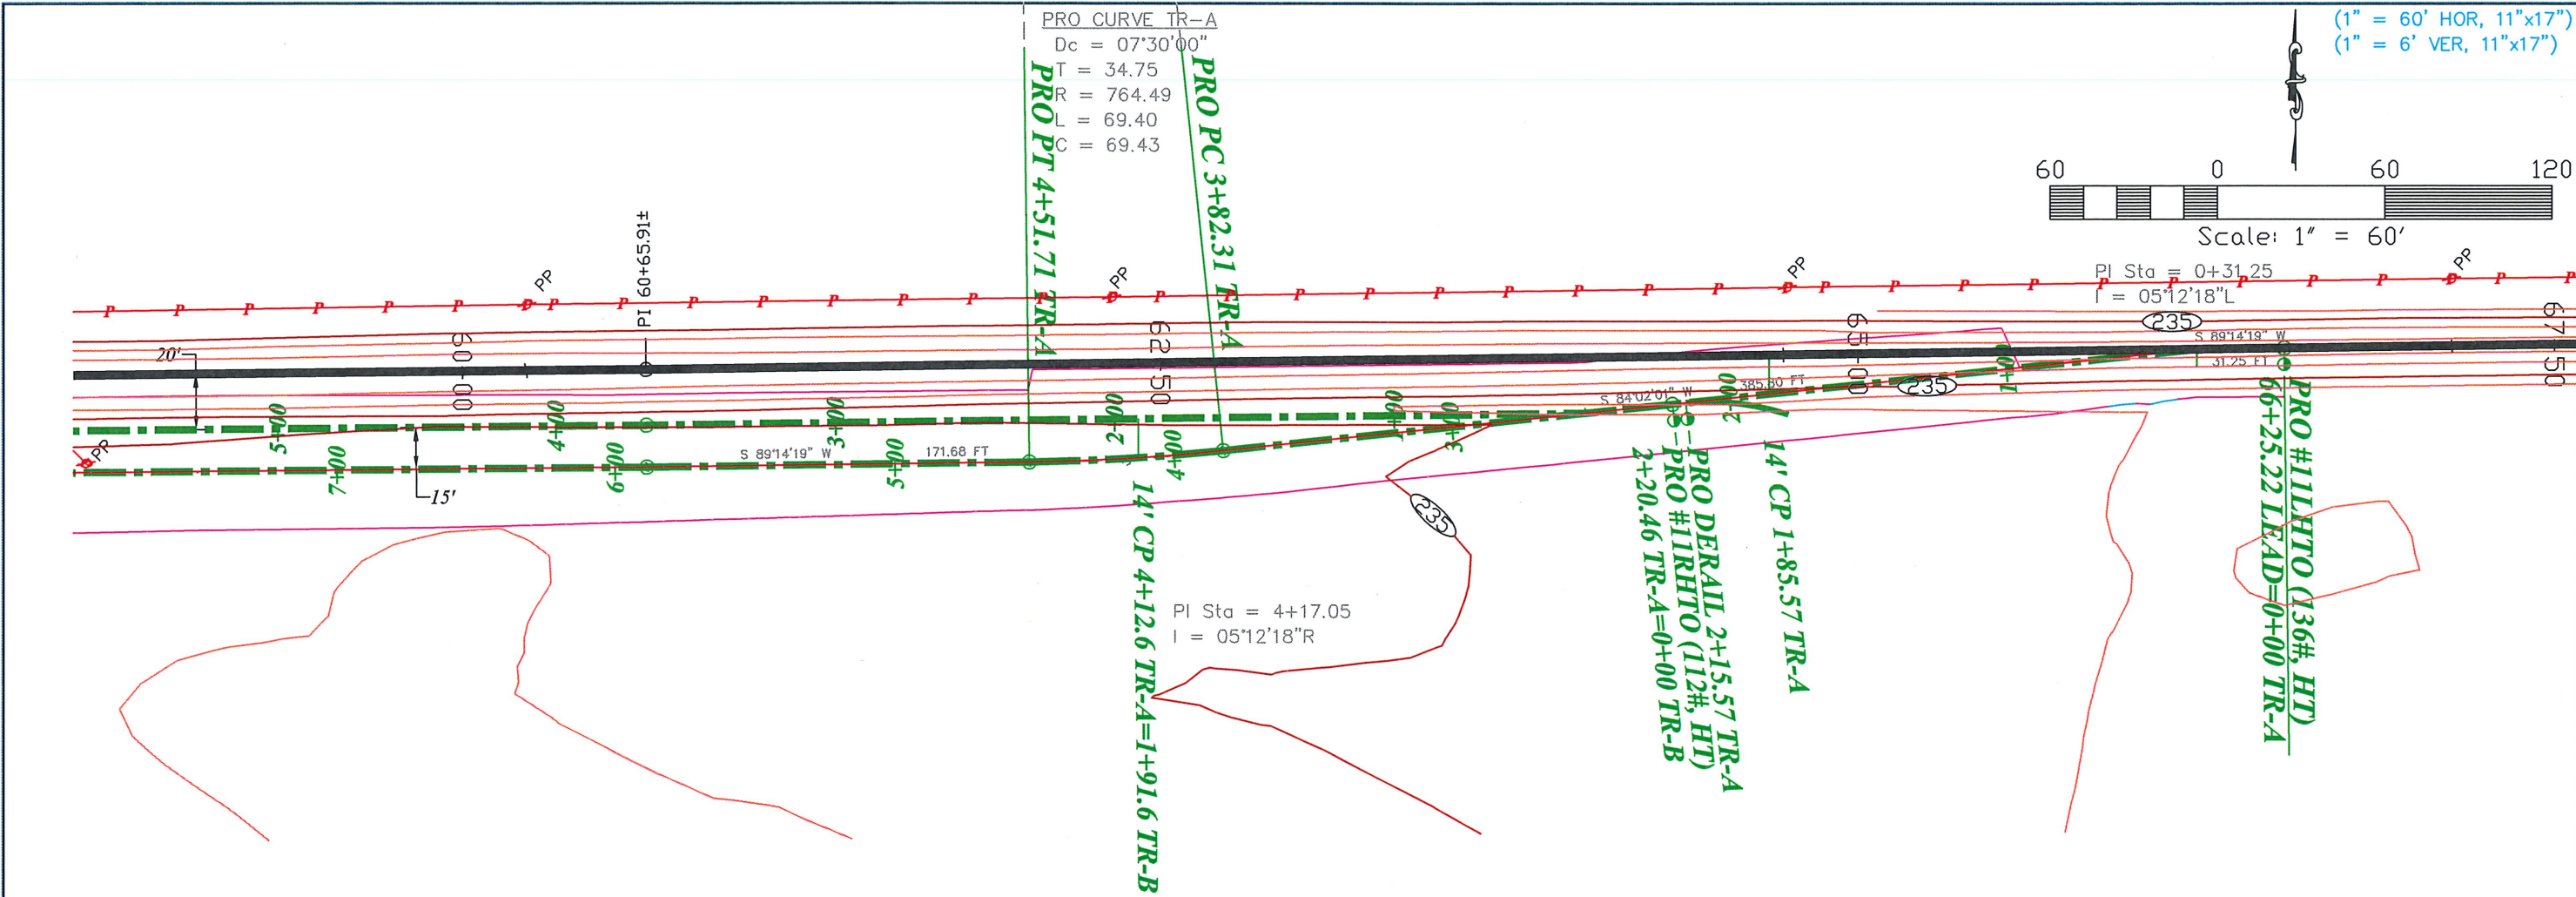 PRO CURVE TR-A
Dc = 07°30'00"
T = 34.75
R = 764.49
L = 69.40
C = 69.43
PRO PT 4+51.71 TR-A
PRO PC 3+82.31 TR-A
(1" = 60' HOR, 11"x17")
(1" = 6' VER, 11"x17")
60 0 60 120
Scale: 1" = 60'
PI Sta = 0+31.25
I = 05°12'18"L
PP
PP
PP
PP
PP
P P P P P P P P P P P P P P P P P P P P P P P P P P P P P P P P P
PI 60+65.91±
20'
60+00
62+50
65+00
67+50
235
235
235
S 89°14'19" W
31.25 FT
S 84°02'01" W
385.80 FT
1+00
2+00
3+00
4+00
5+00
6+00
7+00
1+00
2+00
3+00
4+00
5+00
S 89°14'19" W
171.68 FT
15'
14' CP 4+12.6 TR-A=1+91.6 TR-B
PI Sta = 4+17.05
I = 05°12'18"R
PRO #11RHTO (112#, HT)
2+20.46 TR-A=0+00 TR-B
PRO DERAIL 2+15.57 TR-A
14' CP 1+85.57 TR-A
PRO #11LHTO (136#, HT)
66+25.22 LEAD=0+00 TR-A